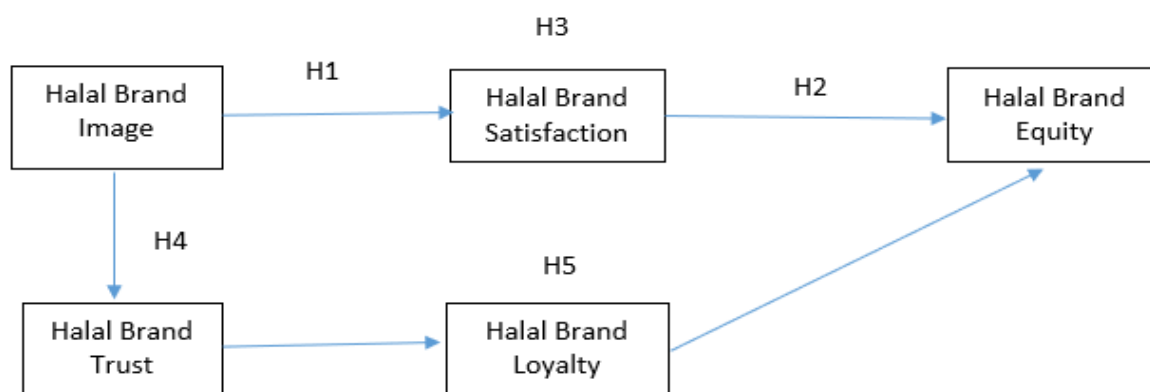 H3
H1
H2
Halal Brand
Image
Halal Brand
Satisfaction
Halal Brand
Equity
H4
H5
Halal Brand
Trust
Halal Brand
Loyalty